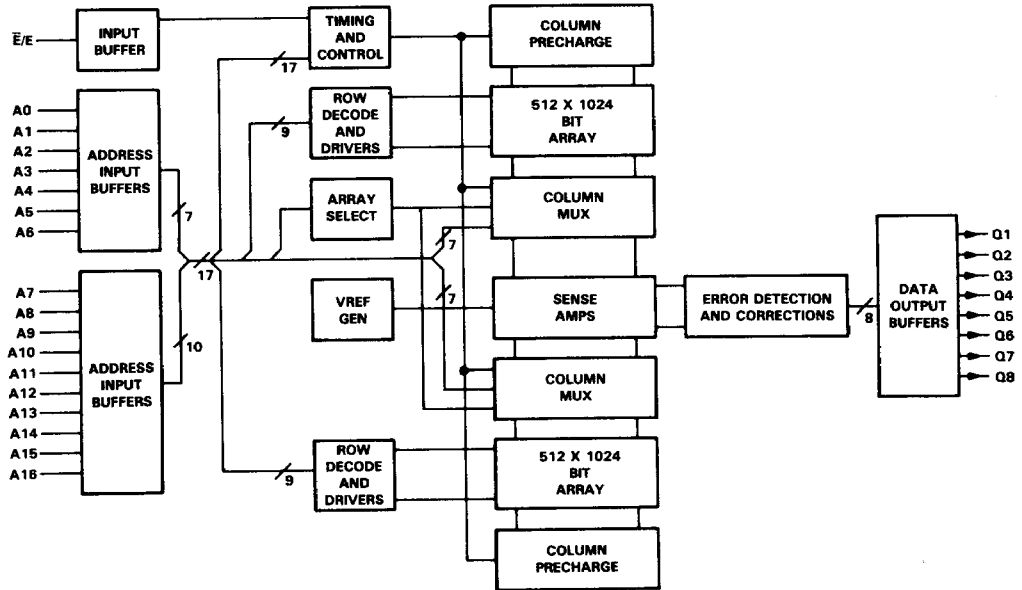 E̅/E
INPUT
BUFFER
TIMING
AND
CONTROL
17
COLUMN
PRECHARGE
A0
A1
A2
A3
A4
A5
A6
ADDRESS
INPUT
BUFFERS
7
9
ROW
DECODE
AND
DRIVERS
512 X 1024
BIT
ARRAY
ARRAY
SELECT
COLUMN
MUX
7
17
7
VREF
GEN
SENSE
AMPS
ERROR DETECTION
AND CORRECTIONS
8
DATA
OUTPUT
BUFFERS
Q1
Q2
Q3
Q4
Q5
Q6
Q7
Q8
A7
A8
A9
A10
A11
A12
A13
A14
A15
A16
ADDRESS
INPUT
BUFFERS
10
COLUMN
MUX
9
ROW
DECODE
AND
DRIVERS
512 X 1024
BIT
ARRAY
COLUMN
PRECHARGE